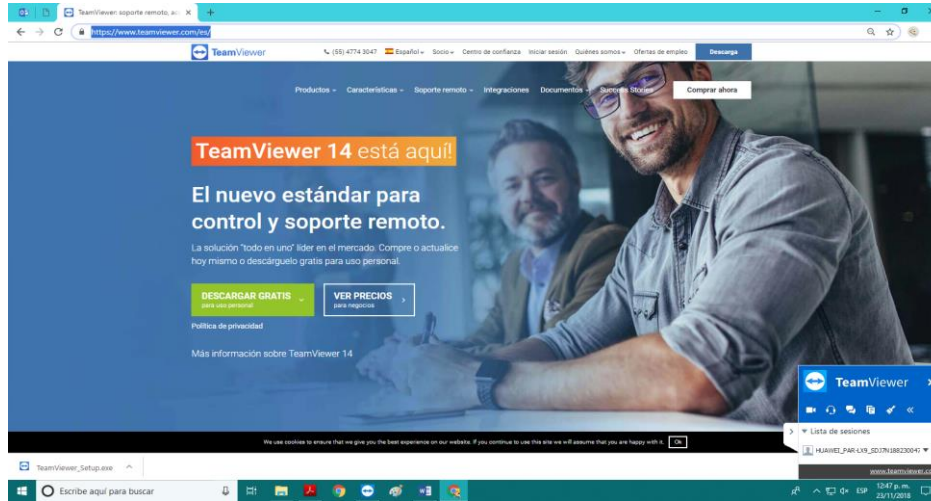 TeamViewer: soporte remoto, acc
https://www.teamviewer.com/es/
TeamViewer
(55) 4774 3047 Español Socio Centro de confianza Iniciar sesión Quiénes somos Ofertas de empleo Descarga
Productos Características Soporte remoto Integraciones Documentos Success Stories Comprar ahora
TeamViewer 14 está aquí!
El nuevo estándar para
control y soporte remoto.
La solución "todo en uno" líder en el mercado. Compre o actualice
hoy mismo o descárguelo gratis para uso personal.
DESCARGAR GRATIS
para uso personal
VER PRECIOS
para negocios
Política de privacidad
Más información sobre TeamViewer 14
TeamViewer
Lista de sesiones
We use cookies to ensure that we give you the best experience on our website. If you continue to use this site we will assume that you are happy with it. Ok
HUAWEI_PAR-LX9_SDJ7N18823004
www.teamviewer.co
TeamViewer_Setup.exe
Escribe aquí para buscar
ESP
12:47 p. m.
23/11/2018